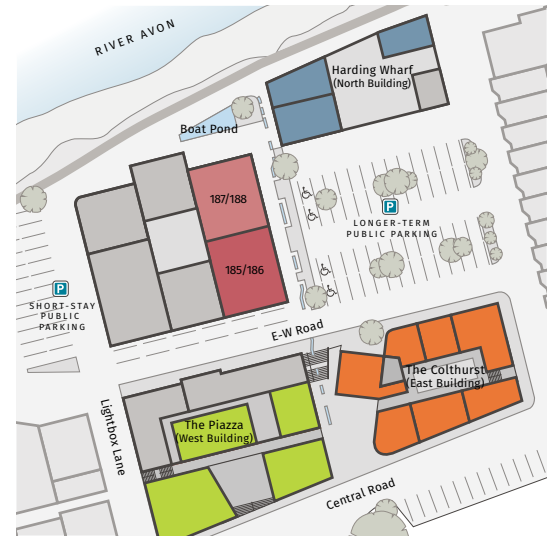 RIVER AVON
Harding Wharf
(North Building)
Boat Pond
187/188
P
LONGER-TERM
PUBLIC PARKING
185/186
P
SHORT-STAY
PUBLIC
PARKING
E-W Road
The Colthurst
(East Building)
Lightbox Lane
The Piazza
(West Building)
Central Road